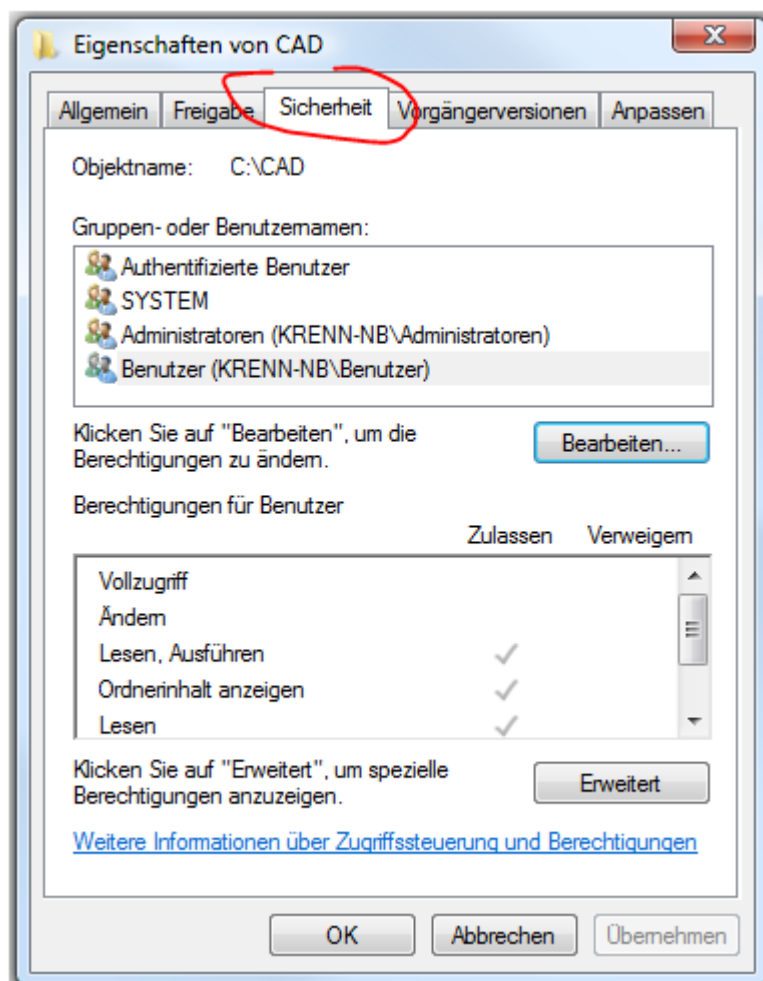 Eigenschaften von CAD
Allgemein Freigabe Sicherheit Vorgängerversionen Anpassen
Objektname: C:\CAD
Gruppen- oder Benutzernamen:
Authentifizierte Benutzer
SYSTEM
Administratoren (KRENN-NB\Administratoren)
Benutzer (KRENN-NB\Benutzer)
Klicken Sie auf "Bearbeiten", um die
Berechtigungen zu ändern.
Bearbeiten...
Berechtigungen für Benutzer
Zulassen Verweigern
Vollzugriff
Ändern
Lesen, Ausführen
Ordnerinhalt anzeigen
Lesen
Klicken Sie auf "Erweitert", um spezielle
Berechtigungen anzuzeigen.
Erweitert
Weitere Informationen über Zugriffssteuerung und Berechtigungen
OK Abbrechen Übernehmen